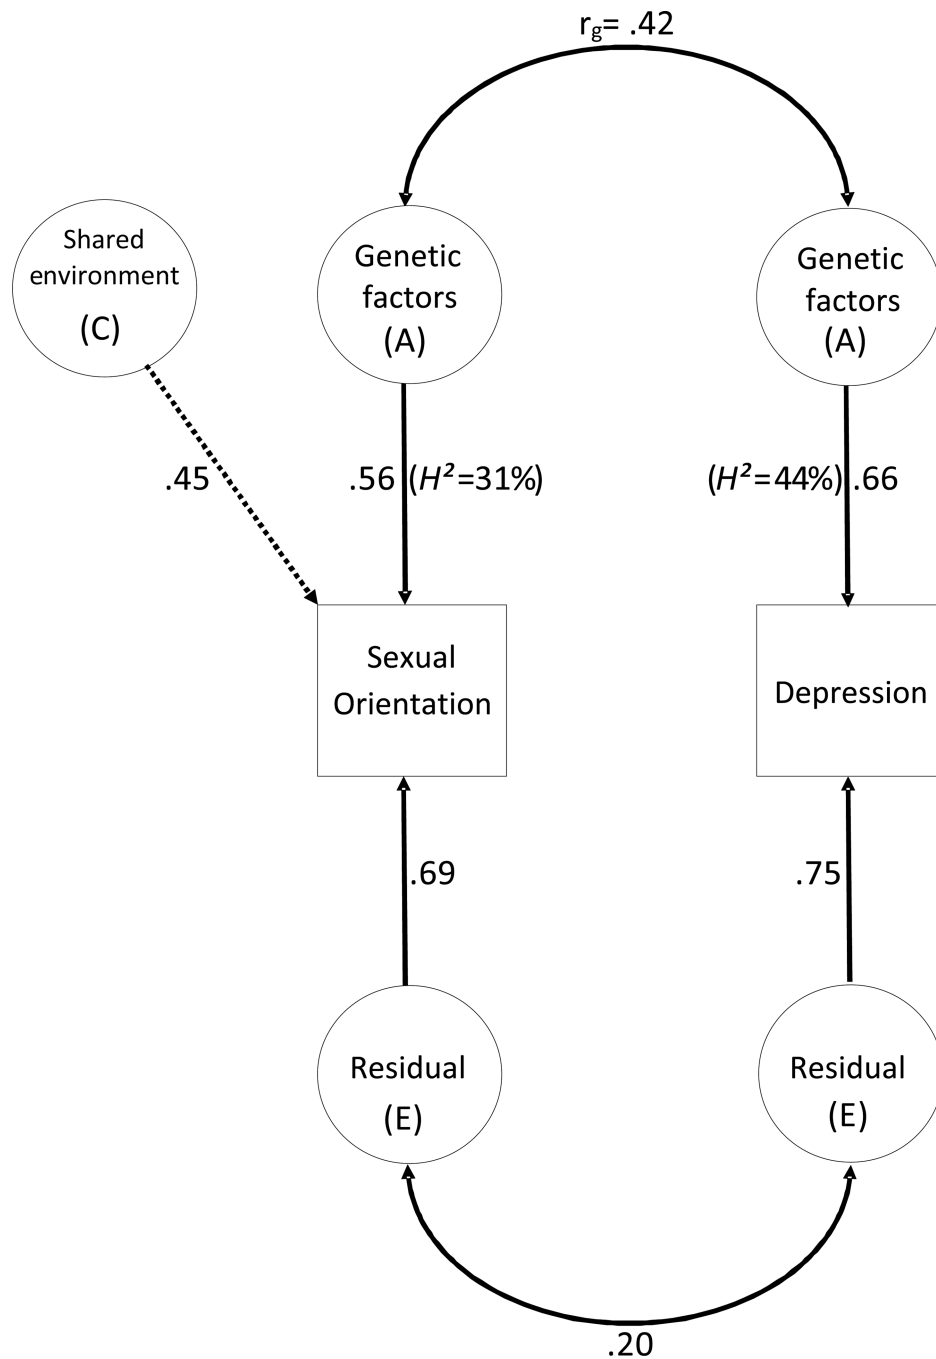 r_g= .42
Shared
environment
(C)
Genetic
factors
(A)
Genetic
factors
(A)
.45
.56 (H²=31%)
(H²=44%) .66
Sexual
Orientation
Depression
.69
.75
Residual
(E)
Residual
(E)
.20